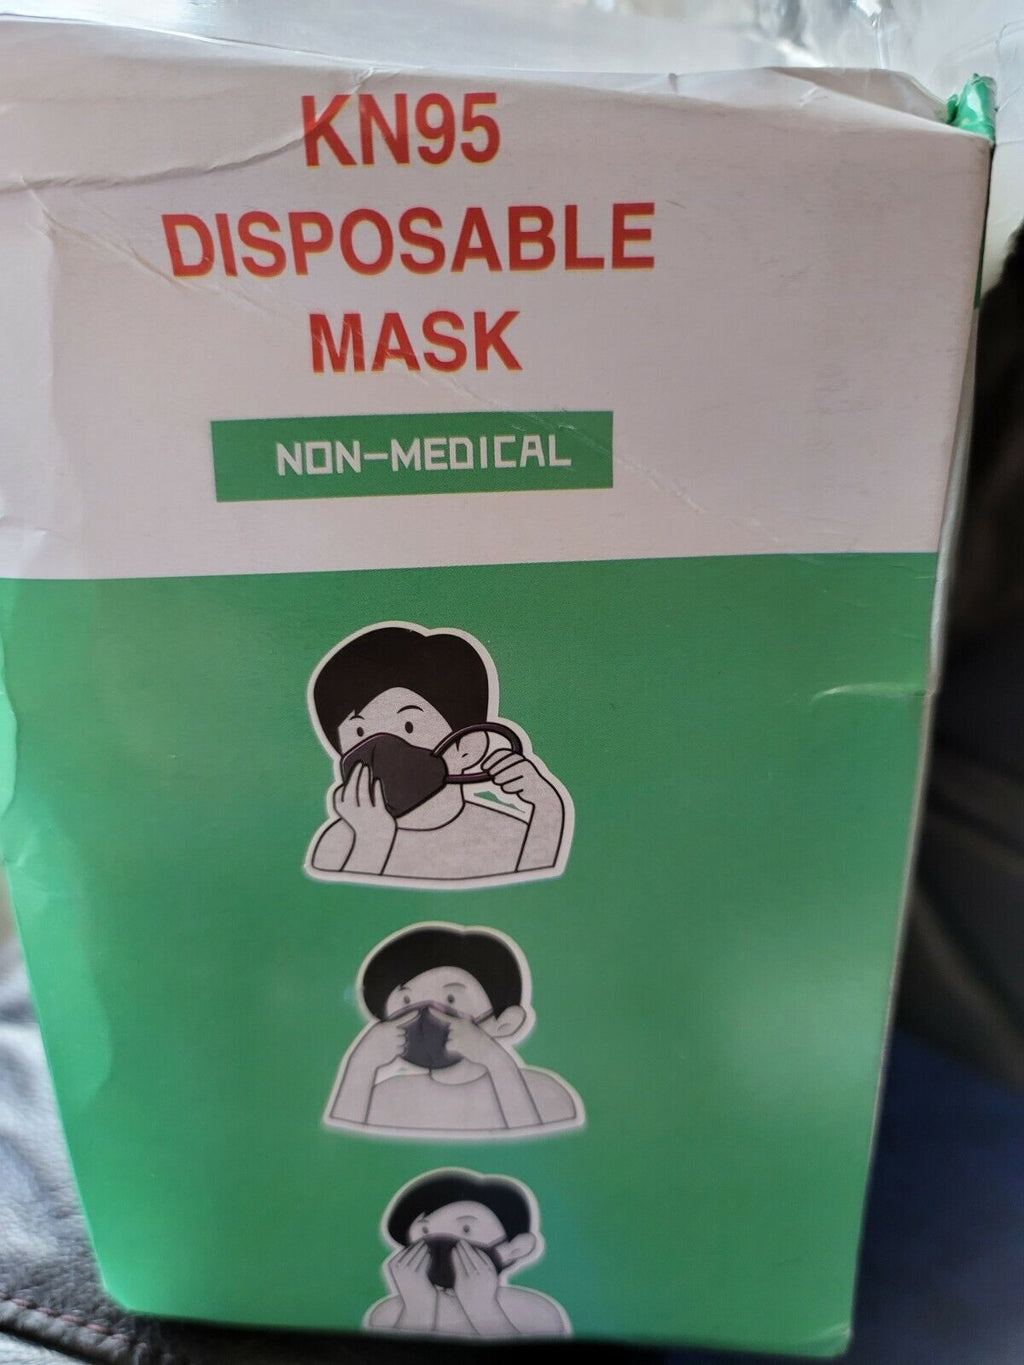 KN95
DISPOSABLE
MASK
NON-MEDICAL